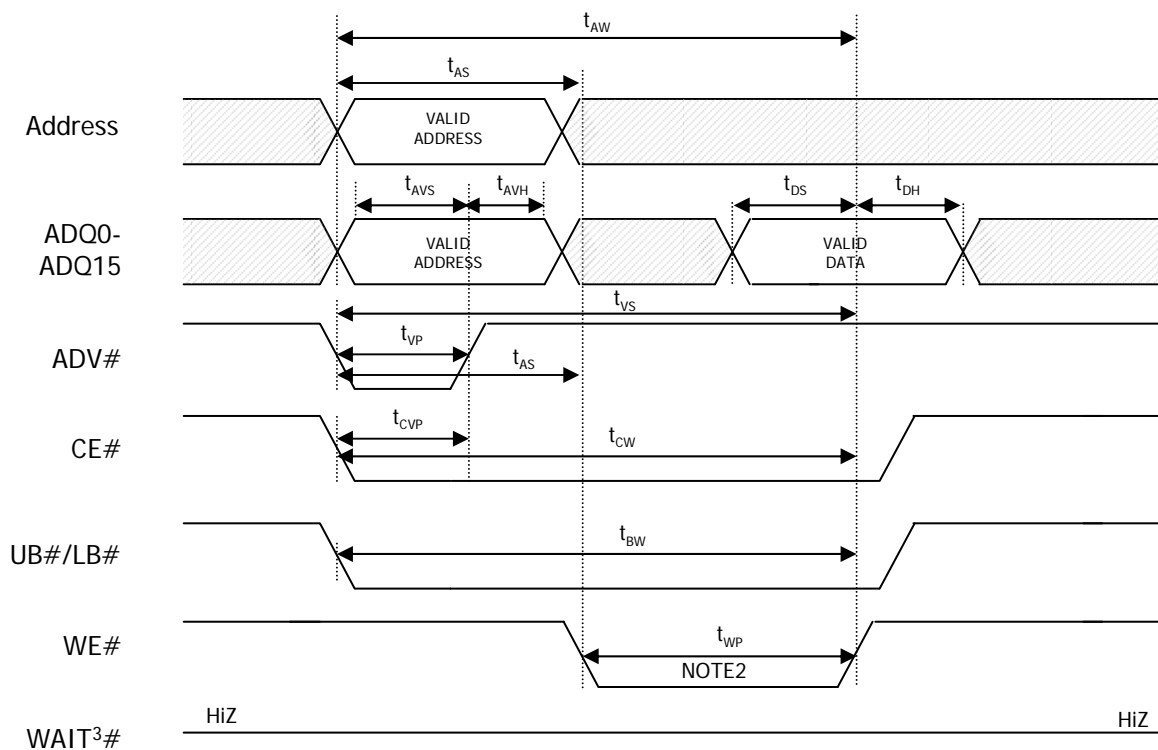 tAW
tAS
Address
VALID
ADDRESS
tAVS tAVH tDS tDH
ADQ0-
ADQ15
VALID
ADDRESS
VALID
DATA
tVS
ADV#
tVP
tAS
CE#
tCVP
tCW
UB#/LB#
tBW
WE#
tWP
NOTE2
HiZ HiZ
WAIT³#